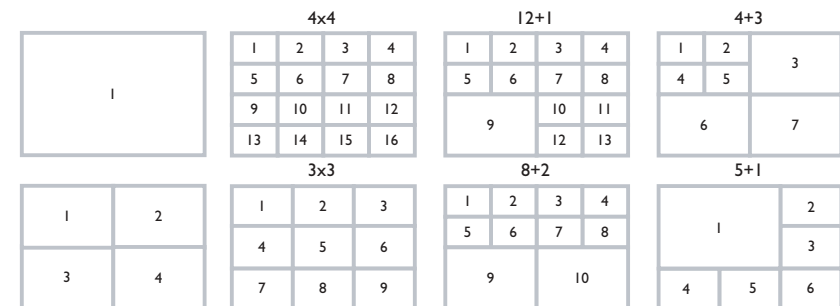 4x4 12+1 4+3
1
1 2 3 4
5 6 7 8
9 10 11 12
13 14 15 16
1 2 3 4
5 6 7 8
9 10 11
12 13
1 2 3
4 5
6 7
3x3 8+2 5+1
1 2
3 4
1 2 3
4 5 6
7 8 9
1 2 3 4
5 6 7 8
9 10
1 2
3
4 5 6